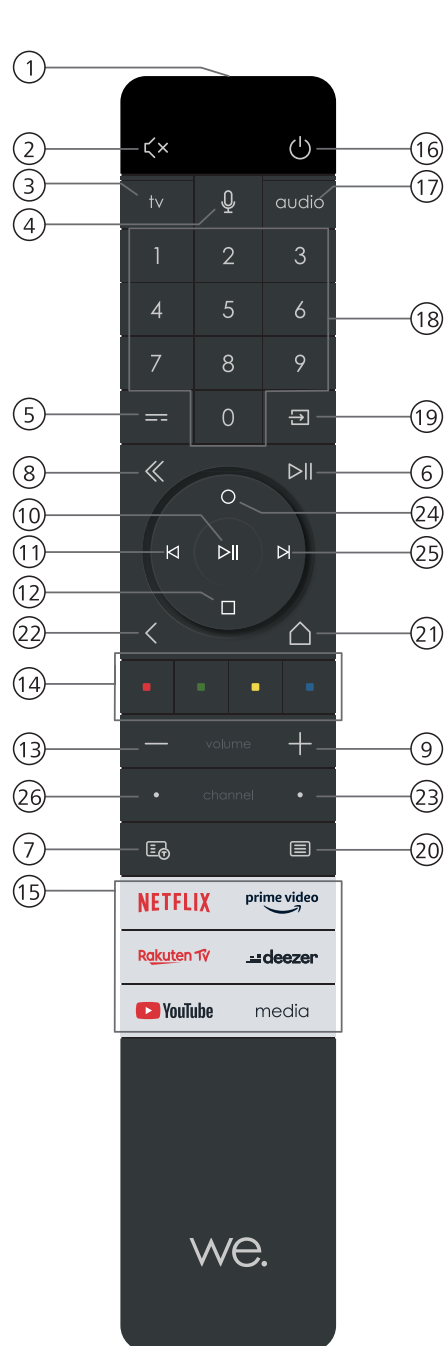 1
2 16
3 tv audio 17
4
1 2 3
4 5 6 18
7 8 9
5 0 19
8 6
10 24
11 25
12
22 21
14
13 volume 9
26 channel 23
7 20
15 NETFLIX prime video
Rakuten TV deezer
YouTube media
we.